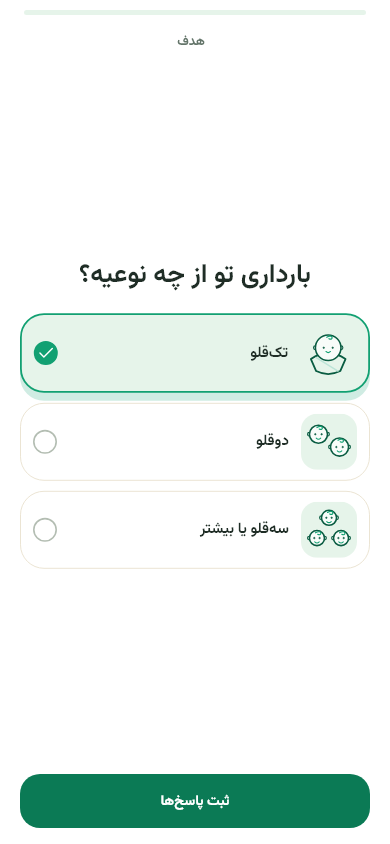 هدف
بارداری تو از چه نوعیه؟
تک‌قلو
دوقلو
سه‌قلو یا بیشتر
ثبت پاسخ‌ها